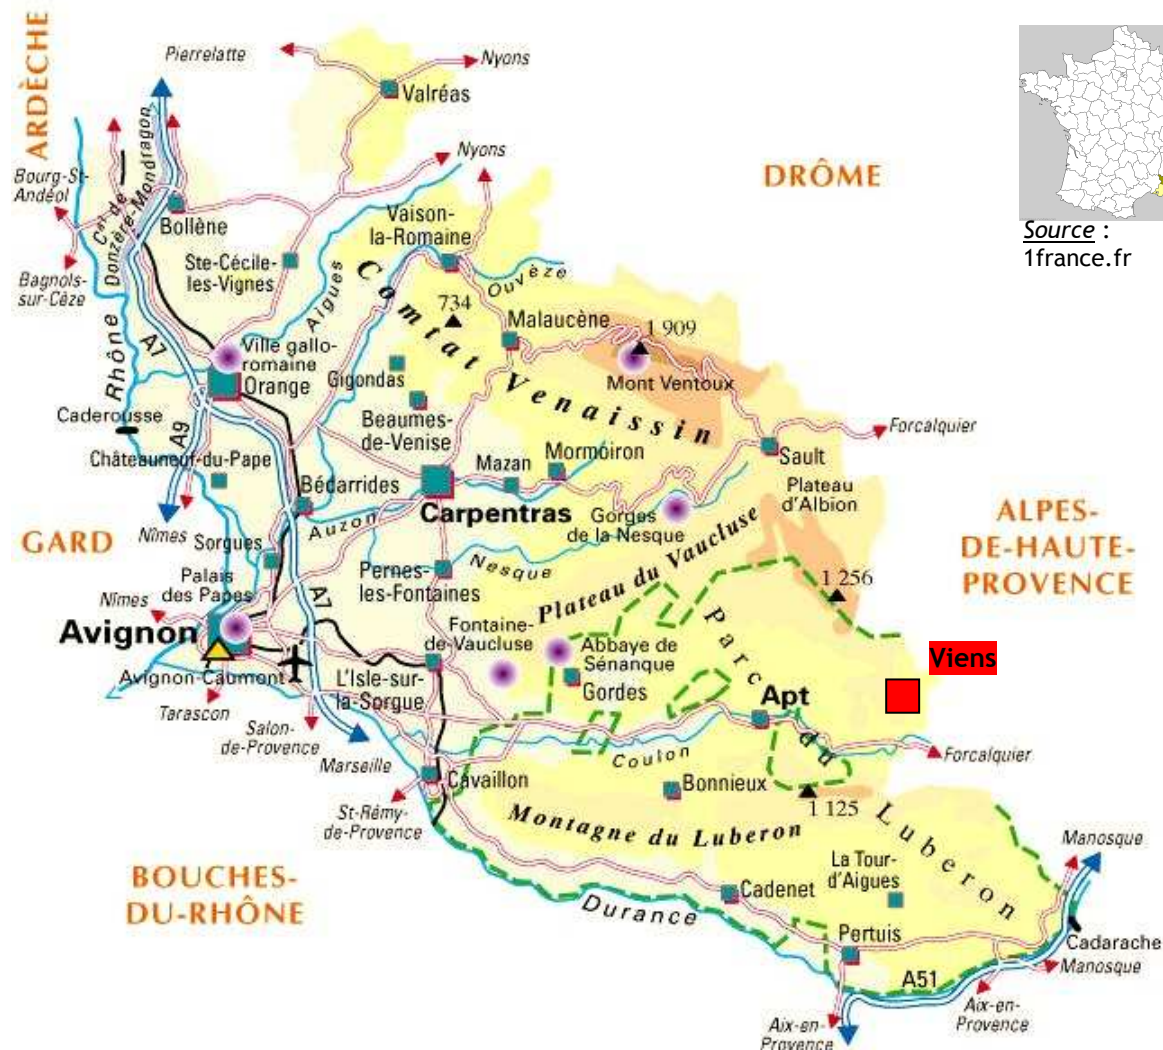 ARDÈCHE
Pierrelatte
Nyons
Valréas
Nyons
DRÔME
Source :
1france.fr
Bourg-St-
Andéol
Cal de
Donzère-Mondragon
Bollène
Vaison-
la-Romaine
Ste-Cécile-
les-Vignes
Bagnols-
sur-Cèze
Aigues
Ouvèze
Comtat Venaissin
734
Malaucène
1 909
Mont Ventoux
Rhône
A7
Ville gallo-
romaine
Orange
Gigondas
Caderousse
A9
Beaumes-
de-Venise
Forcalquier
Châteauneuf-du-Pape
Mazan
Mormoiron
Sault
Bédarrides
Plateau
d'Albion
Auzon
Carpentras
Gorges
de la Nesque
ALPES-
DE-HAUTE-
PROVENCE
GARD
Nîmes
Sorgues
Nesque
Plateau du Vaucluse
Palais
des Papes
Pernes-
les-Fontaines
1 256
Nîmes
A7
Avignon
Fontaine-
de-Vaucluse
Abbaye de
Sénanque
Parc du Luberon
Viens
Avignon-Caumont
L'Isle-sur-
la-Sorgue
Gordes
Apt
Tarascon
Salon-
de-Provence
Marseille
Coulon
Forcalquier
Cavaillon
Bonnieux
St-Rémy-
de-Provence
1 125
Montagne du Luberon
Manosque
BOUCHES-
DU-RHÔNE
La Tour-
d'Aigues
Cadenet
Durance
Pertuis
Cadarache
Manosque
A51
Aix-en-
Provence
Aix-en-
Provence